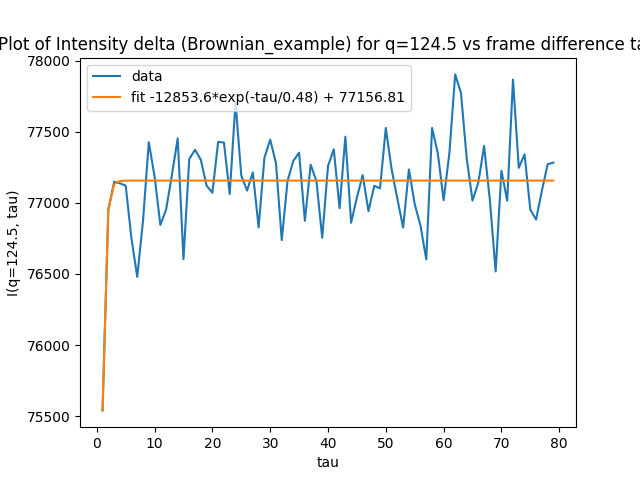 Plot of Intensity delta (Brownian_example) for q=124.5 vs frame difference ta
data
fit -12853.6*exp(-tau/0.48) + 77156.81
I(q=124.5, tau)
78000
77500
77000
76500
76000
75500
0 10 20 30 40 50 60 70 80
tau